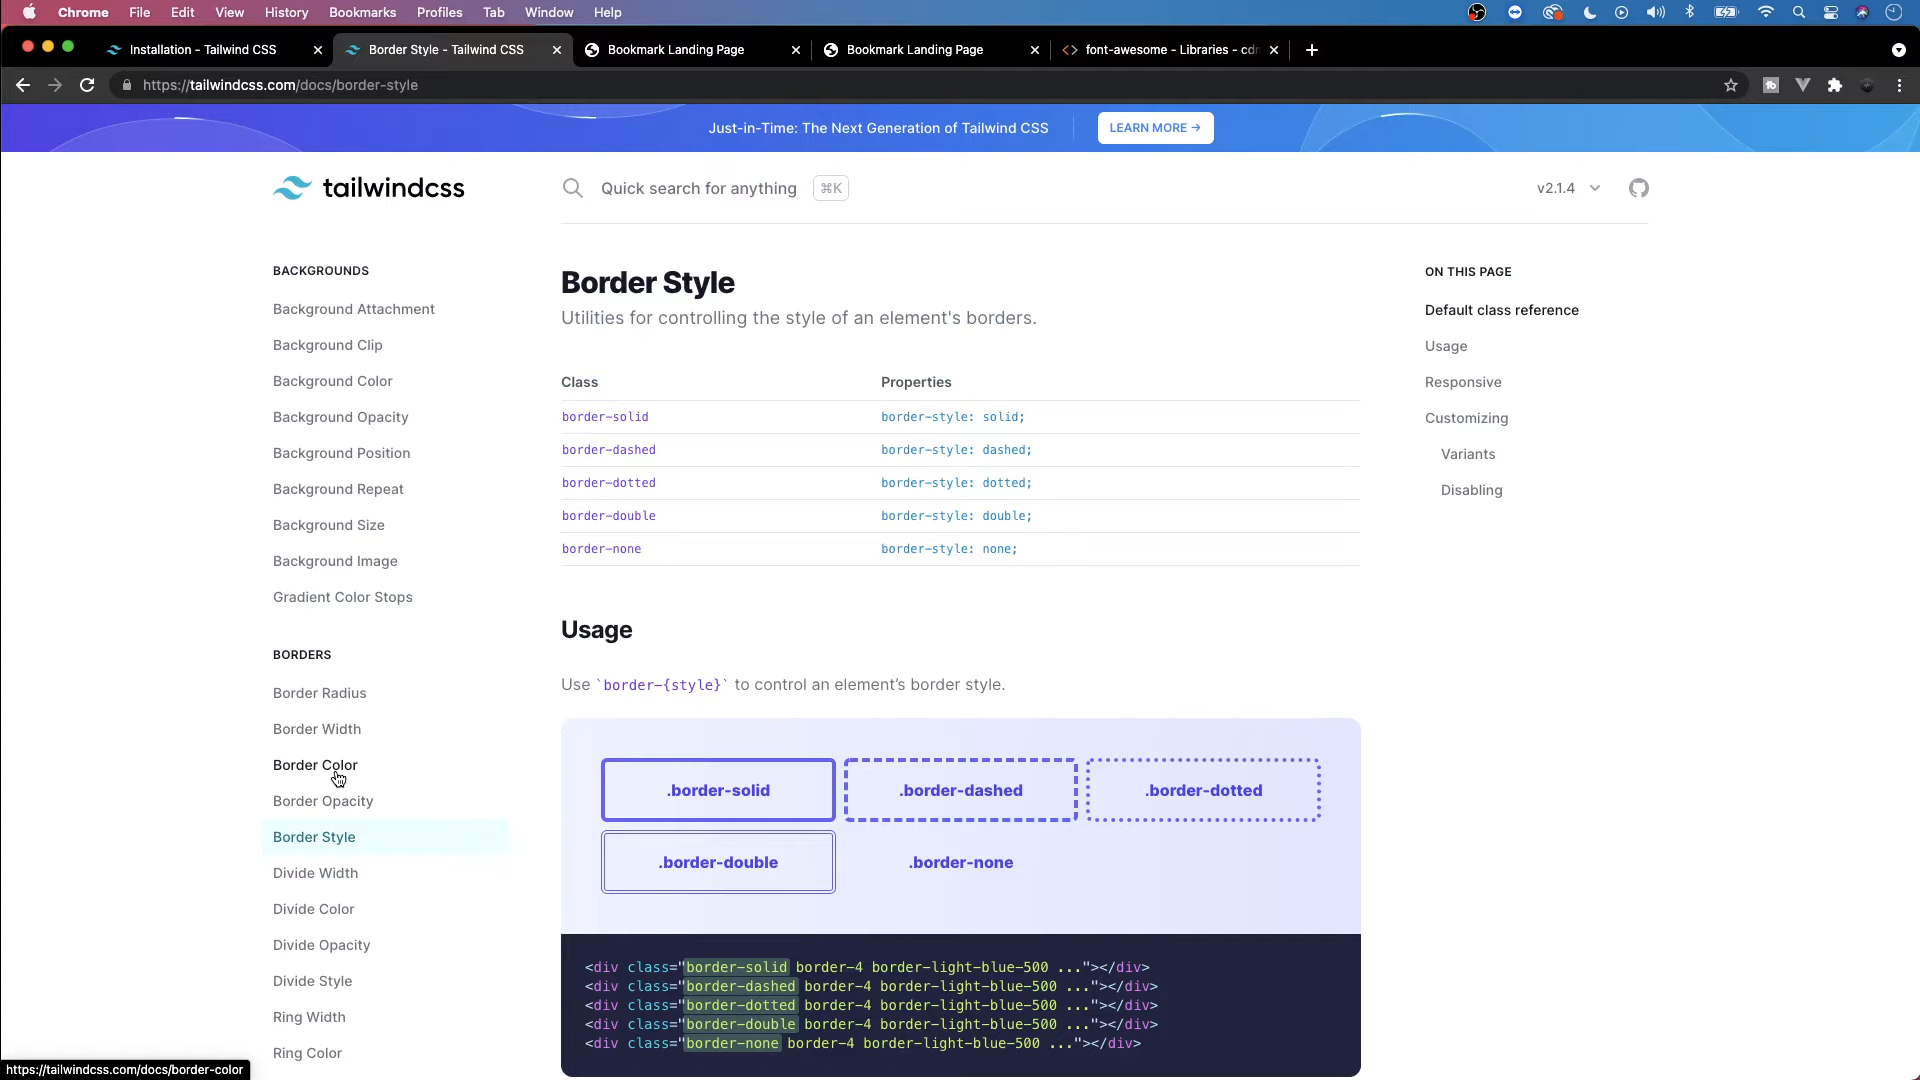 Chrome File Edit View History Bookmarks Profiles Tab Window Help
Installation - Tailwind CSS
Border Style - Tailwind CSS
Bookmark Landing Page
Bookmark Landing Page
font-awesome - Libraries - cdn
https://tailwindcss.com/docs/border-style
Just-in-Time: The Next Generation of Tailwind CSS
LEARN MORE →
tailwindcss
Quick search for anything ⌘K
v2.1.4
BACKGROUNDS
Background Attachment
Background Clip
Background Color
Background Opacity
Background Position
Background Repeat
Background Size
Background Image
Gradient Color Stops
BORDERS
Border Radius
Border Width
Border Color
Border Opacity
Border Style
Divide Width
Divide Color
Divide Opacity
Divide Style
Ring Width
Ring Color
Border Style
Utilities for controlling the style of an element's borders.
Class Properties
border-solid border-style: solid;
border-dashed border-style: dashed;
border-dotted border-style: dotted;
border-double border-style: double;
border-none border-style: none;
Usage
Use `border-{style}` to control an element’s border style.
.border-solid .border-dashed .border-dotted
.border-double .border-none
<div class="border-solid border-4 border-light-blue-500 ..."></div>
<div class="border-dashed border-4 border-light-blue-500 ..."></div>
<div class="border-dotted border-4 border-light-blue-500 ..."></div>
<div class="border-double border-4 border-light-blue-500 ..."></div>
<div class="border-none border-4 border-light-blue-500 ..."></div>
ON THIS PAGE
Default class reference
Usage
Responsive
Customizing
Variants
Disabling
https://tailwindcss.com/docs/border-color